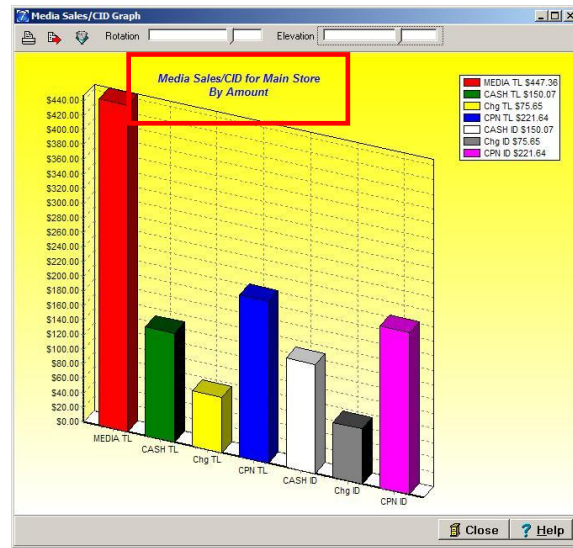 Media Sales/CID Graph
Rotation Elevation
Media Sales/CID for Main Store
By Amount
MEDIA TL $447.36
CASH TL $150.07
Chg TL $75.65
CPN TL $221.64
CASH ID $150.07
Chg ID $75.65
CPN ID $221.64
$440.00
$420.00
$400.00
$380.00
$360.00
$340.00
$320.00
$300.00
$280.00
$260.00
$240.00
$220.00
$200.00
$180.00
$160.00
$140.00
$120.00
$100.00
$80.00
$60.00
$40.00
$20.00
$0.00
MEDIA TL
CASH TL
Chg TL
CPN TL
CASH ID
Chg ID
CPN ID
Close ? Help